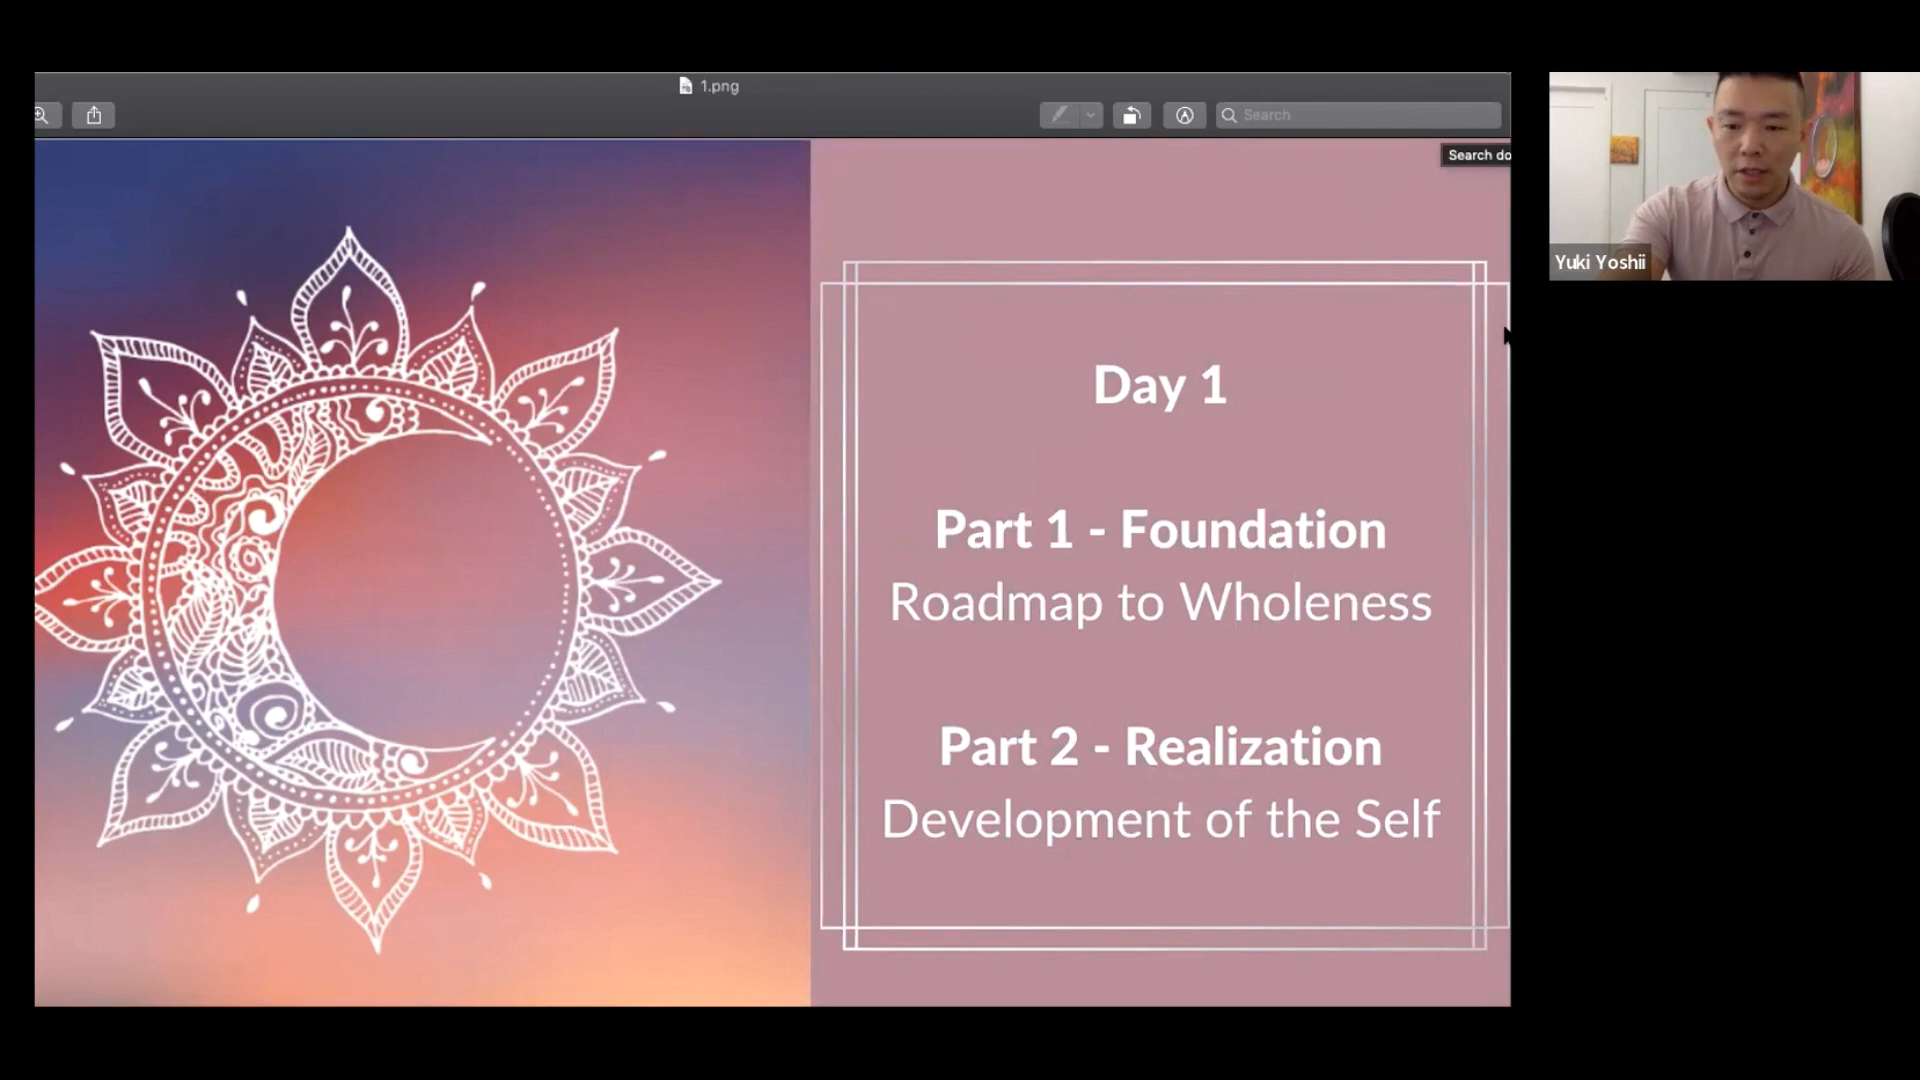 1.png
Search
Search do
Yuki Yoshii
Day 1
Part 1 - Foundation
Roadmap to Wholeness
Part 2 - Realization
Development of the Self